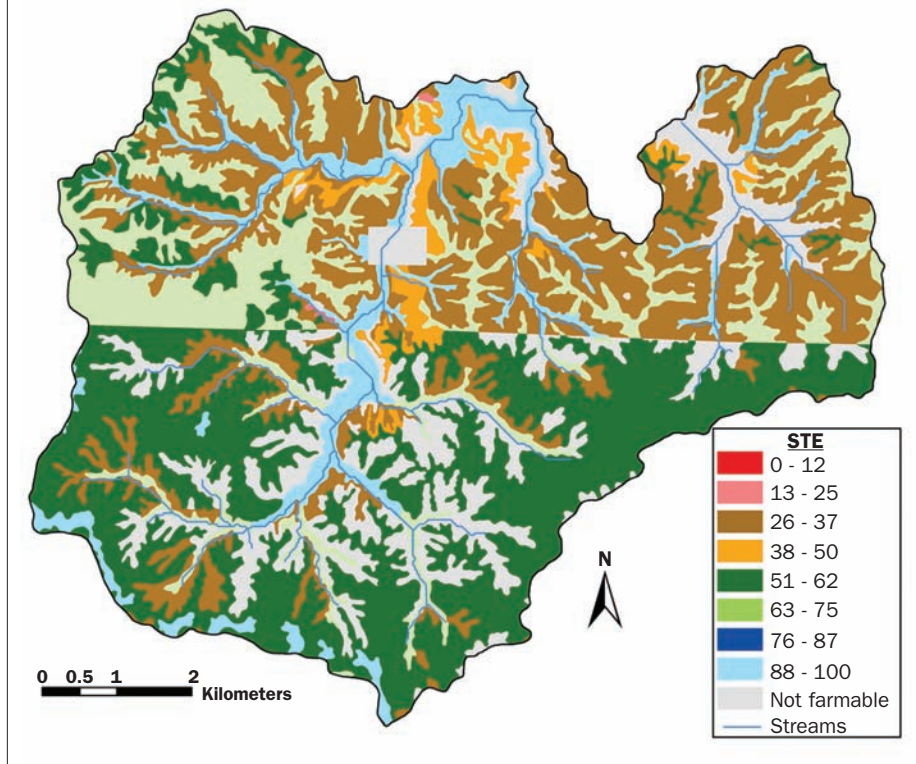 STE
0 - 12
13 - 25
26 - 37
38 - 50
51 - 62
63 - 75
76 - 87
88 - 100
Not farmable
Streams
N
0 0.5 1 2
Kilometers